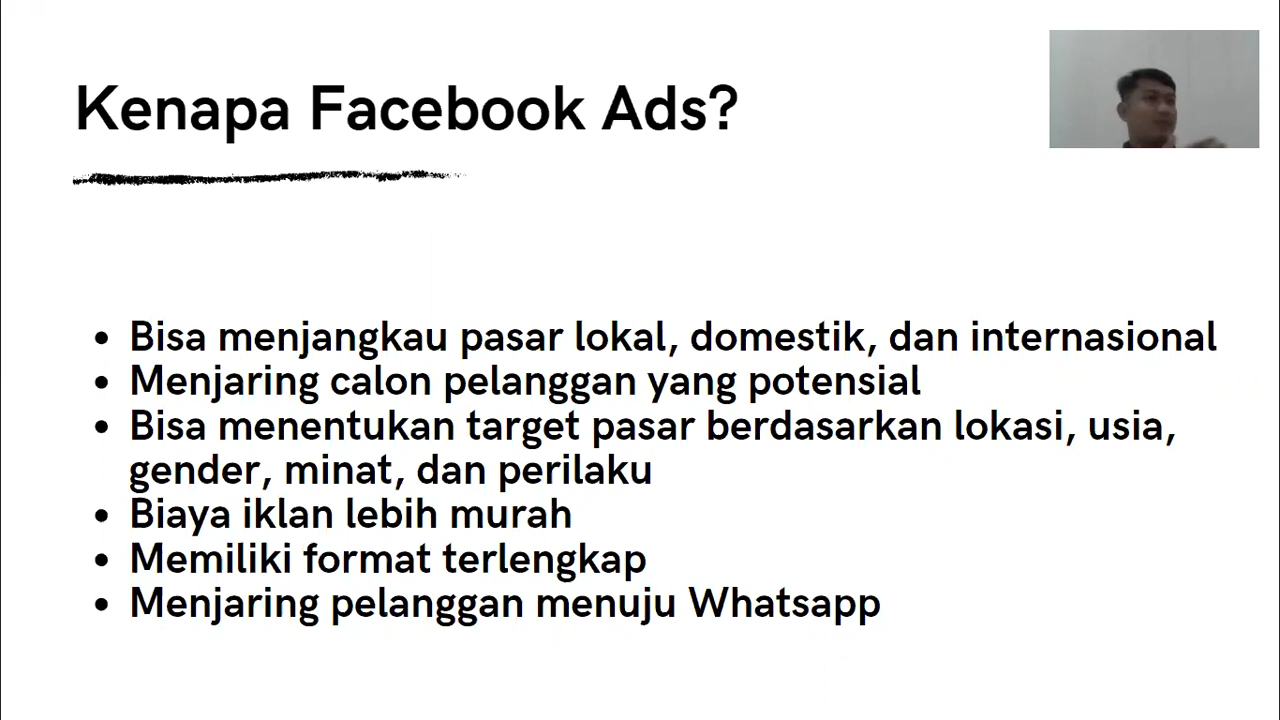 Kenapa Facebook Ads?
• Bisa menjangkau pasar lokal, domestik, dan internasional
• Menjaring calon pelanggan yang potensial
• Bisa menentukan target pasar berdasarkan lokasi, usia,
gender, minat, dan perilaku
• Biaya iklan lebih murah
• Memiliki format terlengkap
• Menjaring pelanggan menuju Whatsapp